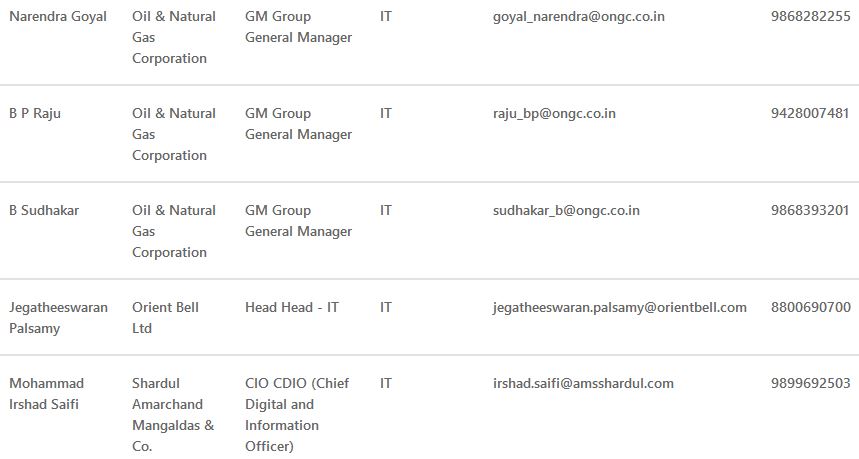 Narendra Goyal Oil & Natural GM Group IT goyal_narendra@ongc.co.in 9868282255
Gas General Manager
Corporation
B P Raju Oil & Natural GM Group IT raju_bp@ongc.co.in 9428007481
Gas General Manager
Corporation
B Sudhakar Oil & Natural GM Group IT sudhakar_b@ongc.co.in 9868393201
Gas General Manager
Corporation
Jegatheeswaran Orient Bell Head Head - IT IT jegatheeswaran.palsamy@orientbell.com 8800690700
Palsamy Ltd
Mohammad Shardul CIO CDIO (Chief IT irshad.saifi@amsshardul.com 9899692503
Irshad Saifi Amarchand Digital and
Mangaldas & Information
Co. Officer)